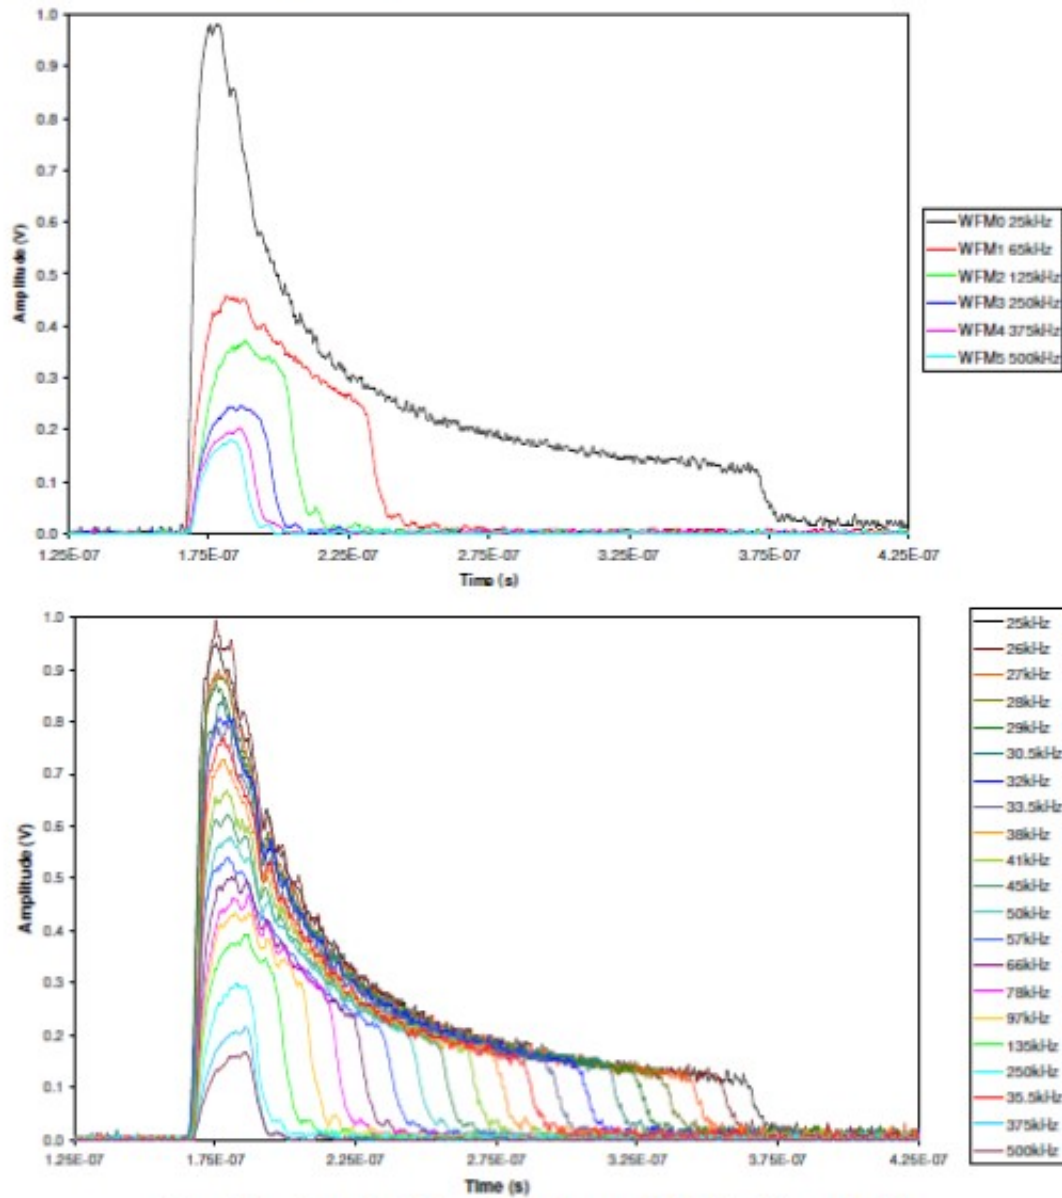 1.0
0.9
0.8
0.7
0.6
0.5
0.4
0.3
0.2
0.1
0.0
Amplitude (V)
1.25E-07 1.75E-07 2.25E-07 2.75E-07 3.25E-07 3.75E-07 4.25E-07
Time (s)
WFM0 25kHz
WFM1 65kHz
WFM2 125kHz
WFM3 250kHz
WFM4 375kHz
WFM5 500kHz
1.0
0.9
0.8
0.7
0.6
0.5
0.4
0.3
0.2
0.1
0.0
Amplitude (V)
1.25E-07 1.75E-07 2.25E-07 2.75E-07 3.25E-07 3.75E-07 4.25E-07
Time (s)
25kHz
26kHz
27kHz
28kHz
29kHz
30.5kHz
32kHz
33.5kHz
38kHz
41kHz
45kHz
50kHz
57kHz
66kHz
78kHz
97kHz
135kHz
250kHz
35.5kHz
375kHz
500kHz